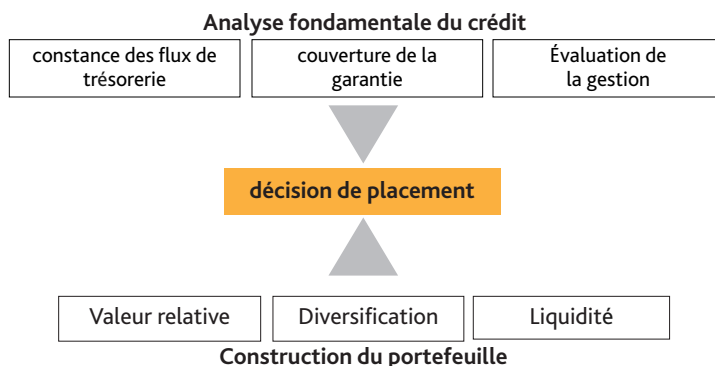 Analyse fondamentale du crédit
constance des flux de
trésorerie
couverture de la
garantie
Évaluation de
la gestion
décision de placement
Valeur relative
Diversification
Liquidité
Construction du portefeuille